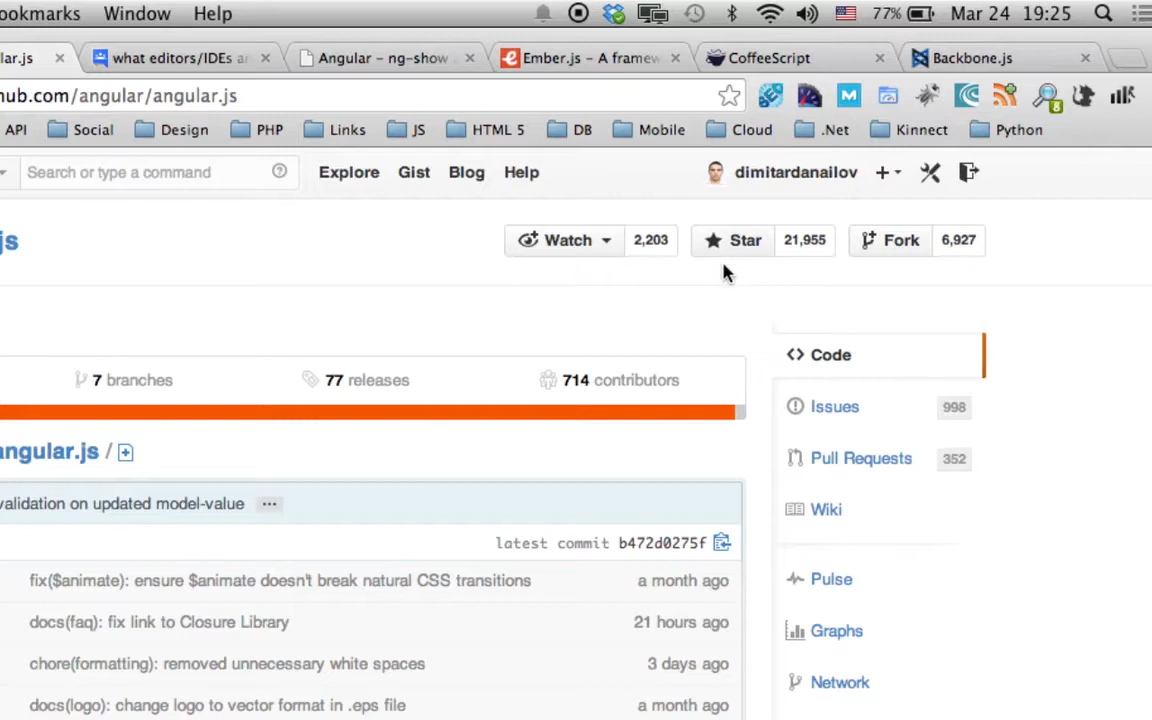 ookmarks Window Help 77% Mar 24 19:25
lar.js what editors/IDEs ar Angular - ng-show Ember.js – A framew CoffeeScript Backbone.js
nub.com/angular/angular.js
API Social Design PHP Links JS HTML 5 DB Mobile Cloud .Net Kinnect Python
Search or type a command Explore Gist Blog Help dimitardanailov
js Watch 2,203 Star 21,955 Fork 6,927
<> Code
7 branches 77 releases 714 contributors
Issues 998
angular.js /
Pull Requests 352
validation on updated model-value ...
Wiki
latest commit b472d0275f
fix($animate): ensure $animate doesn't break natural CSS transitions a month ago
Pulse
docs(faq): fix link to Closure Library 21 hours ago
Graphs
chore(formatting): removed unnecessary white spaces 3 days ago
Network
docs(logo): change logo to vector format in .eps file a month ago